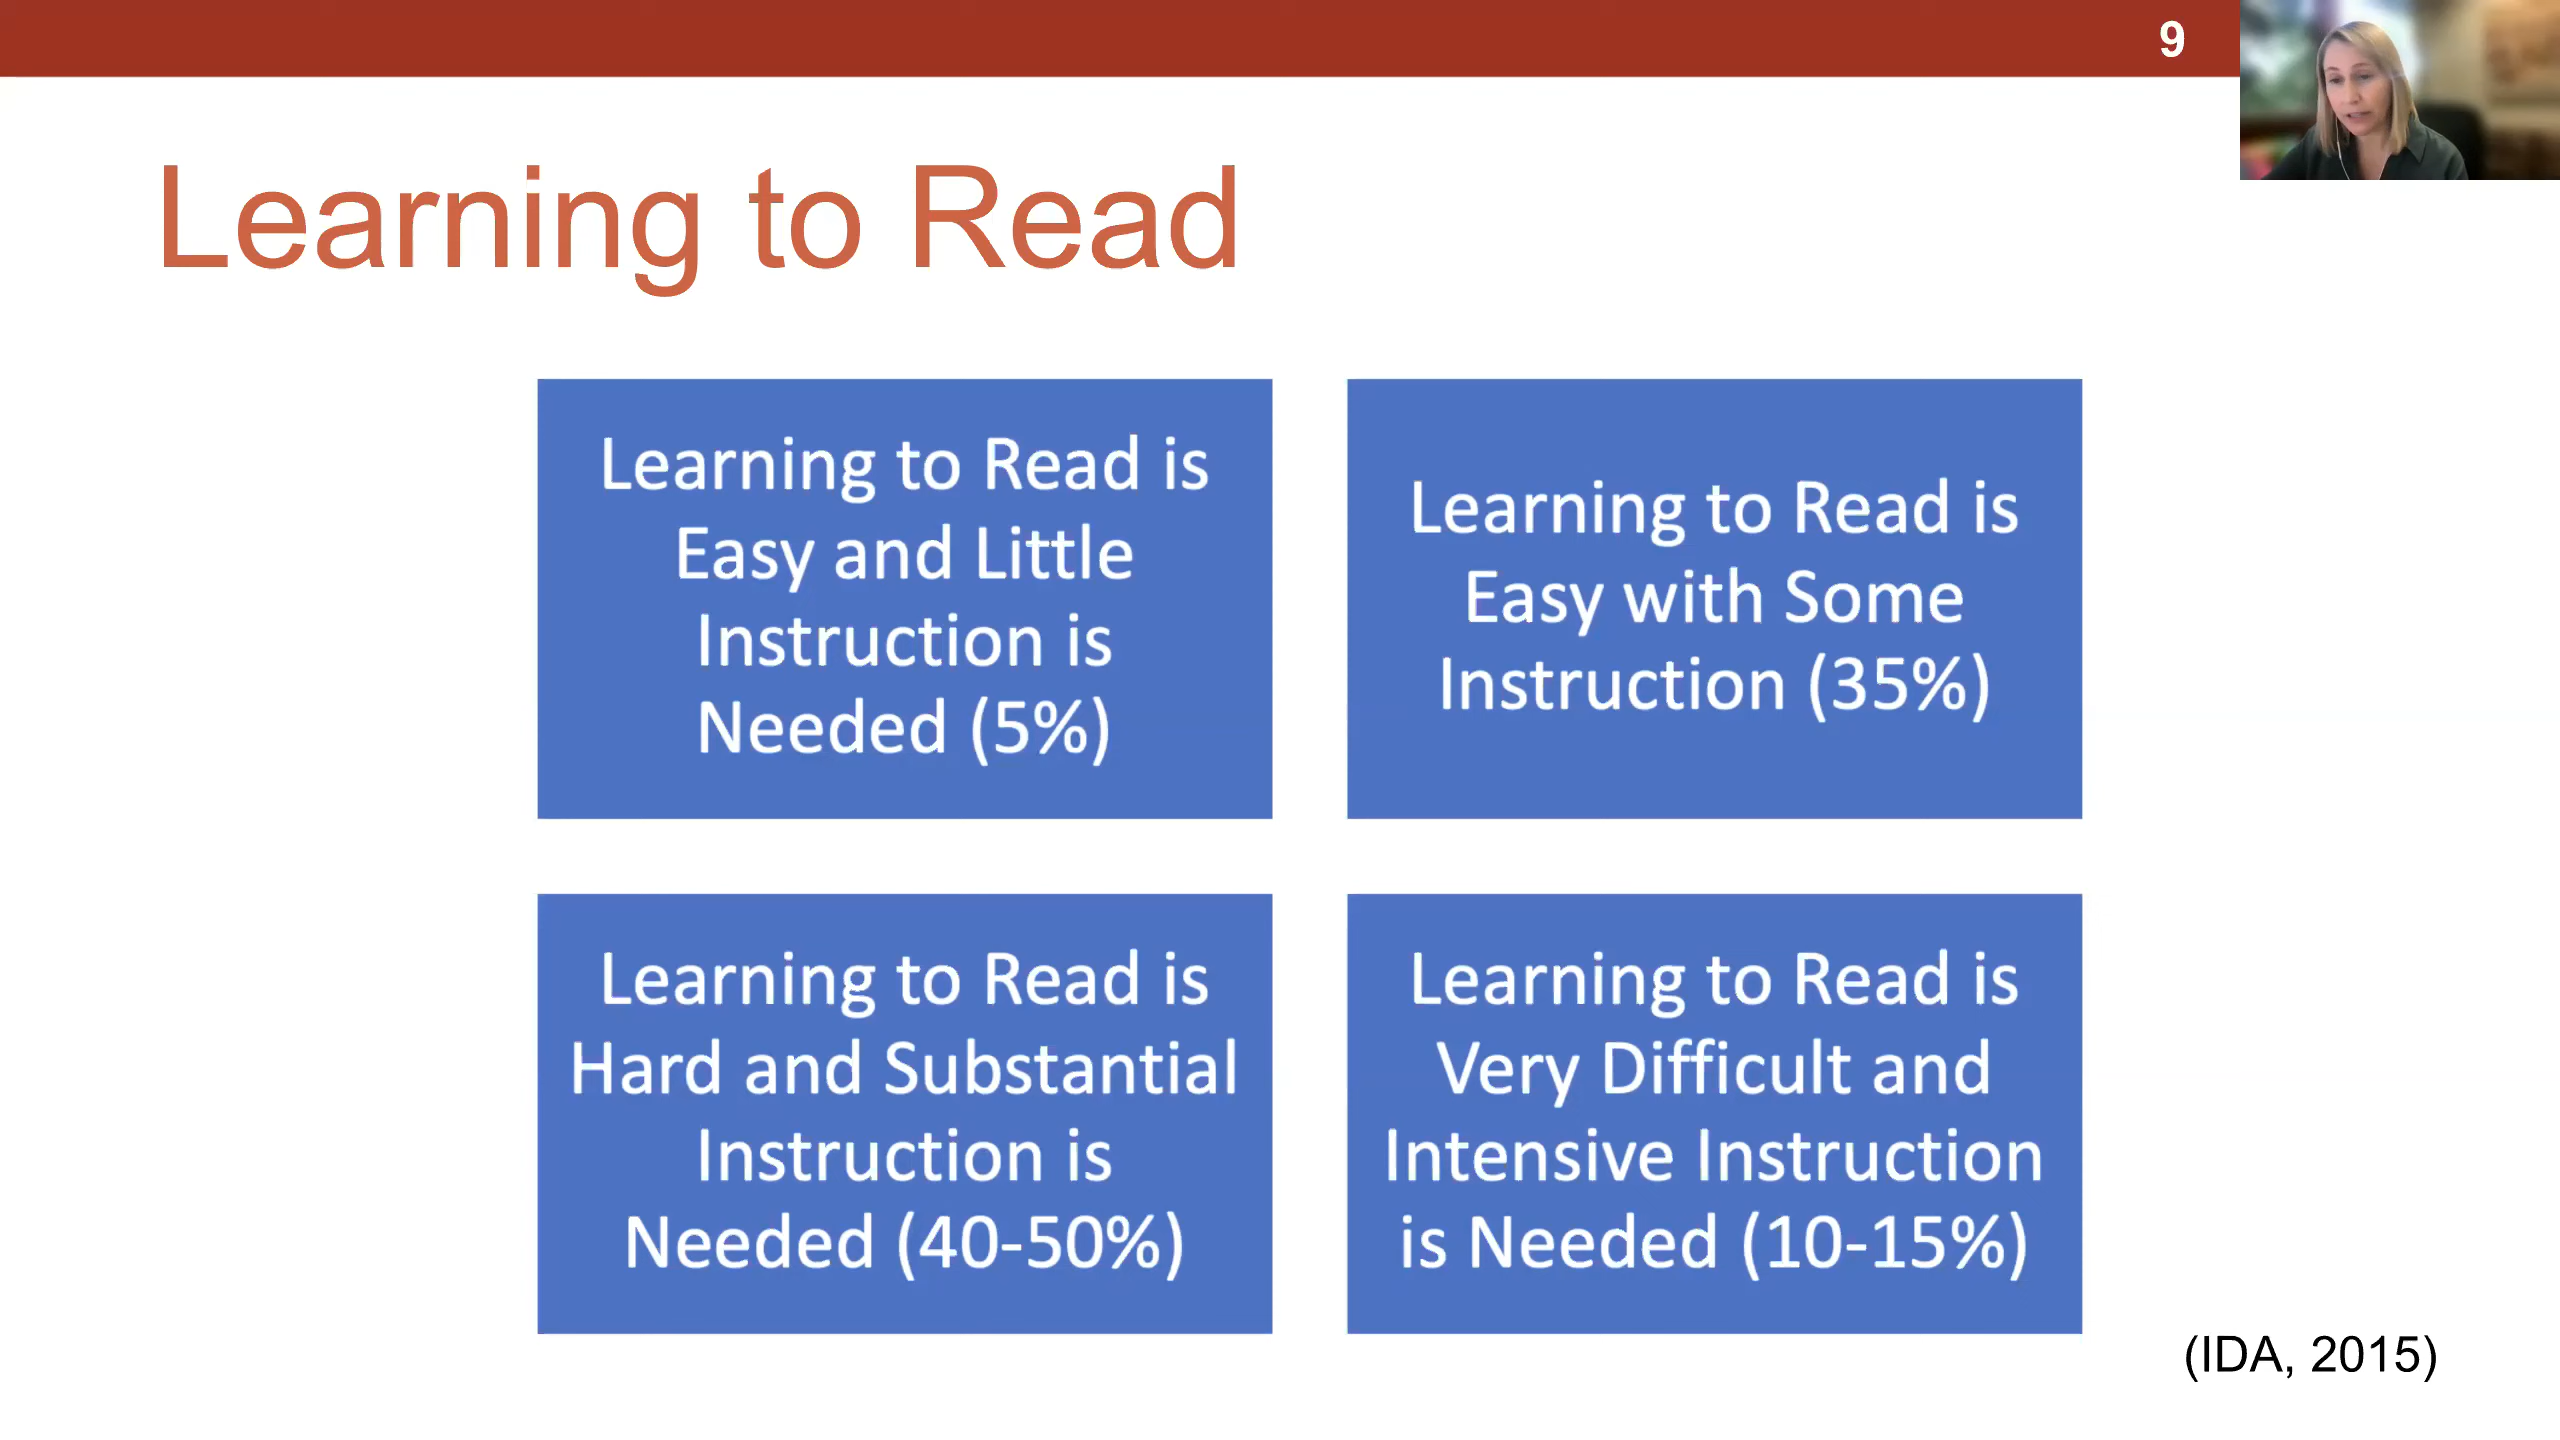 9
Learning to Read
Learning to Read is
Easy and Little
Instruction is
Needed (5%)
Learning to Read is
Easy with Some
Instruction (35%)
Learning to Read is
Hard and Substantial
Instruction is
Needed (40-50%)
Learning to Read is
Very Difficult and
Intensive Instruction
is Needed (10-15%)
(IDA, 2015)